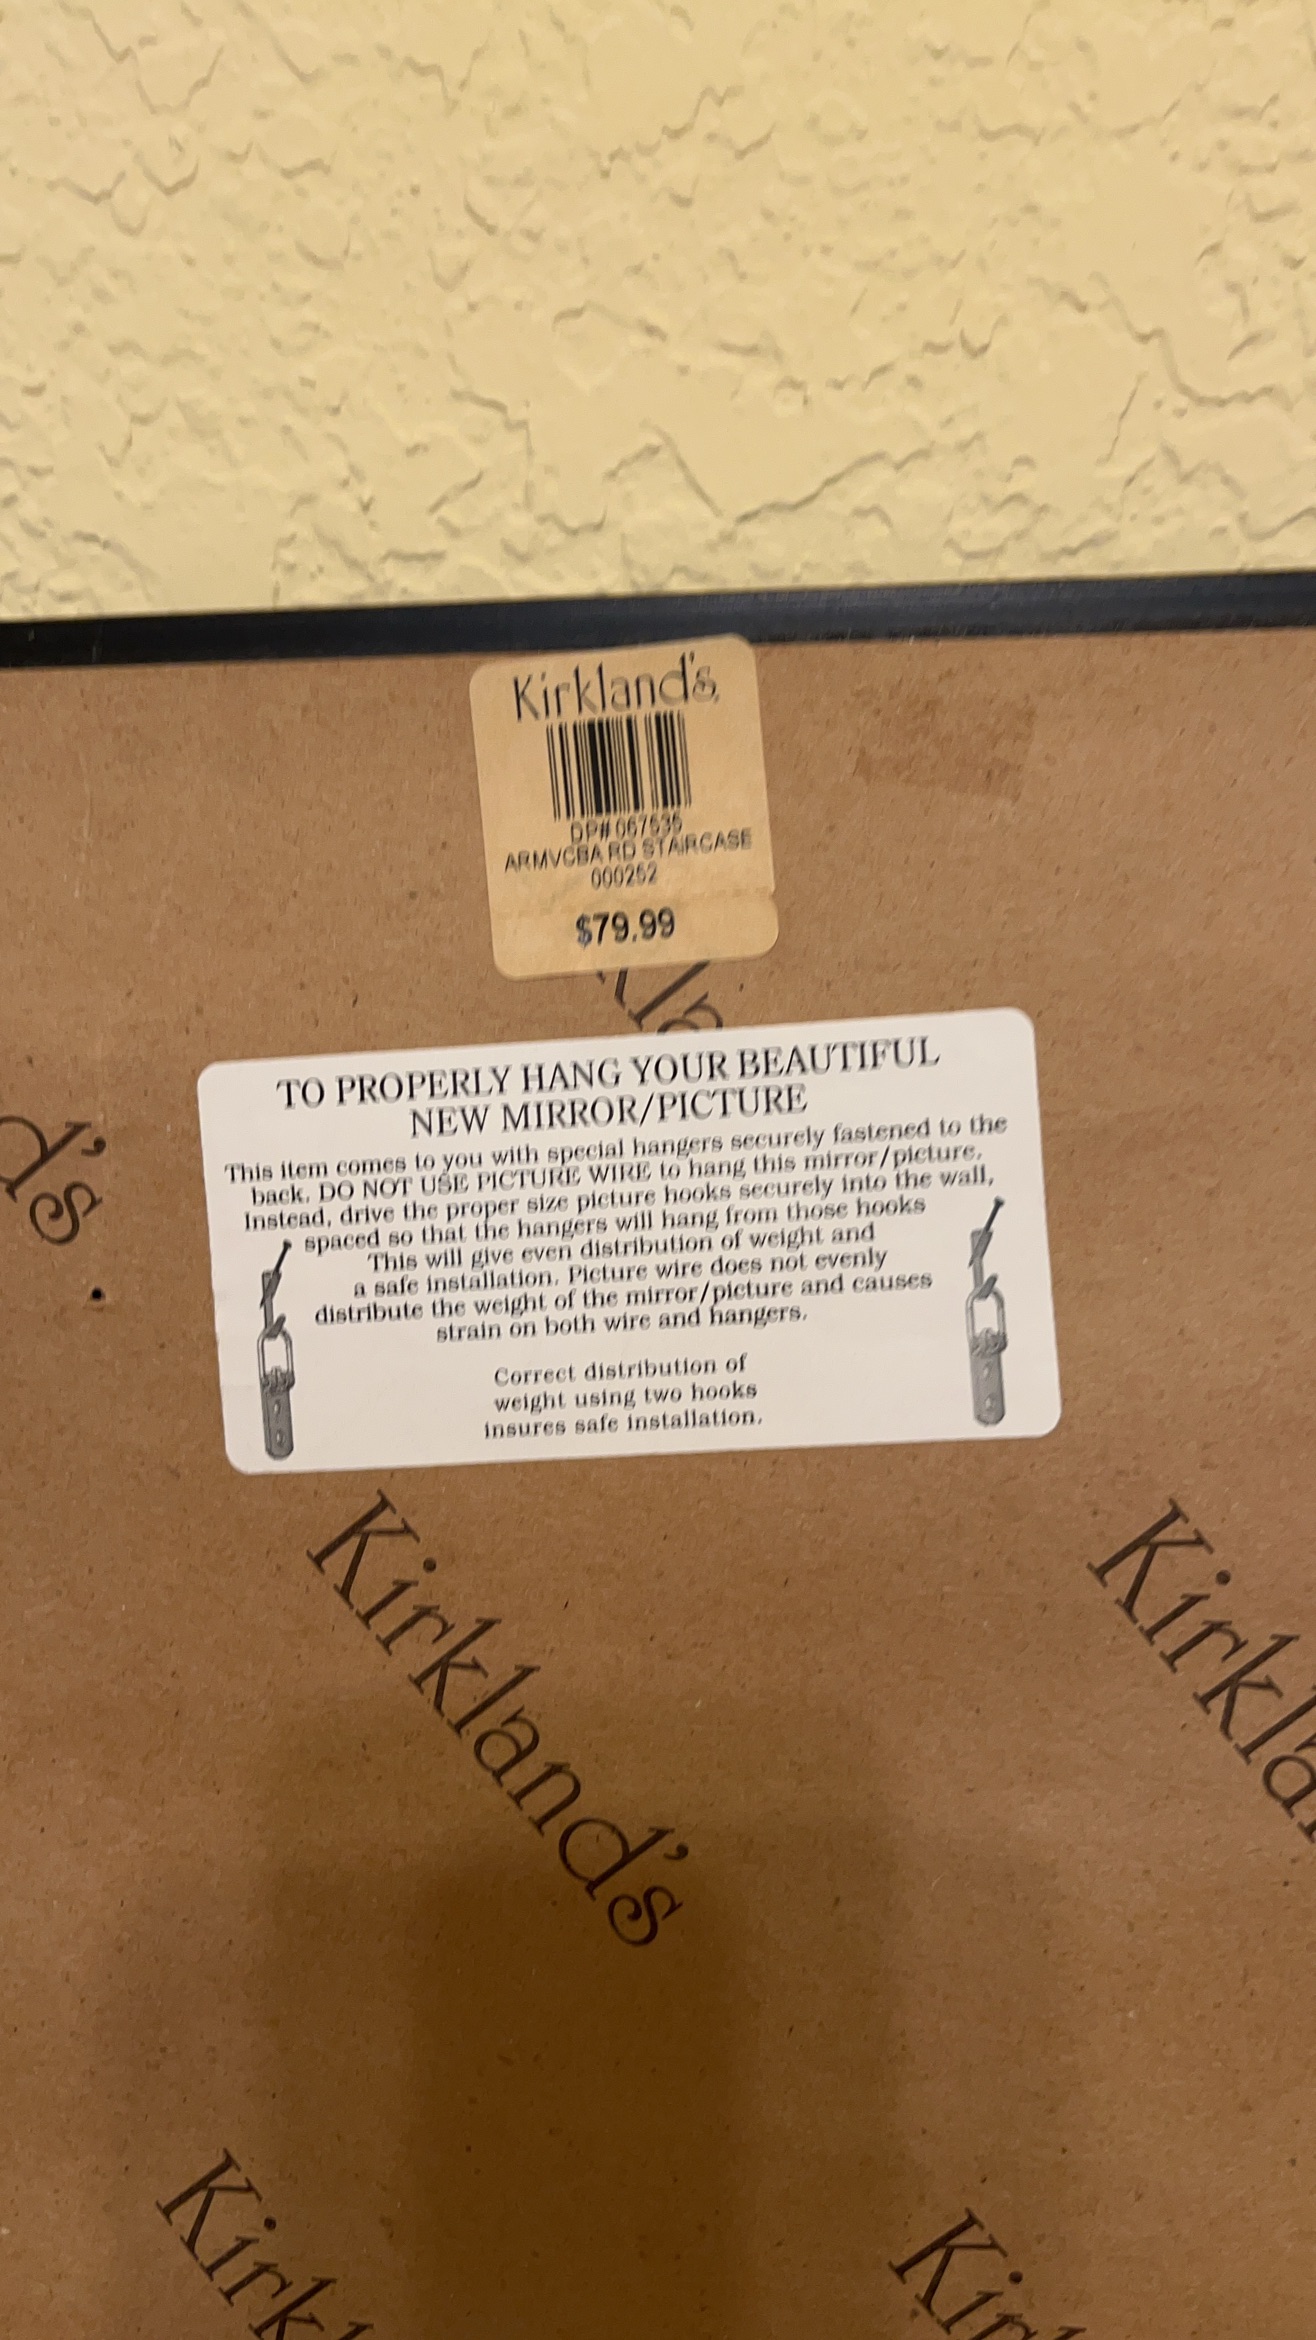 Kirkland's
DP# 067535
ARMVCBA RD STAIRCASE
000252
$79.99
TO PROPERLY HANG YOUR BEAUTIFUL
NEW MIRROR/PICTURE
This item comes to you with special hangers securely fastened to the
back. DO NOT USE PICTURE WIRE to hang this mirror/picture.
Instead, drive the proper size picture hooks securely into the wall,
spaced so that the hangers will hang from those hooks
This will give even distribution of weight and
a safe installation. Picture wire does not evenly
distribute the weight of the mirror/picture and causes
strain on both wire and hangers.
Correct distribution of
weight using two hooks
insures safe installation.
d's
Kirkland's
Kirkla
Kirk
Kir